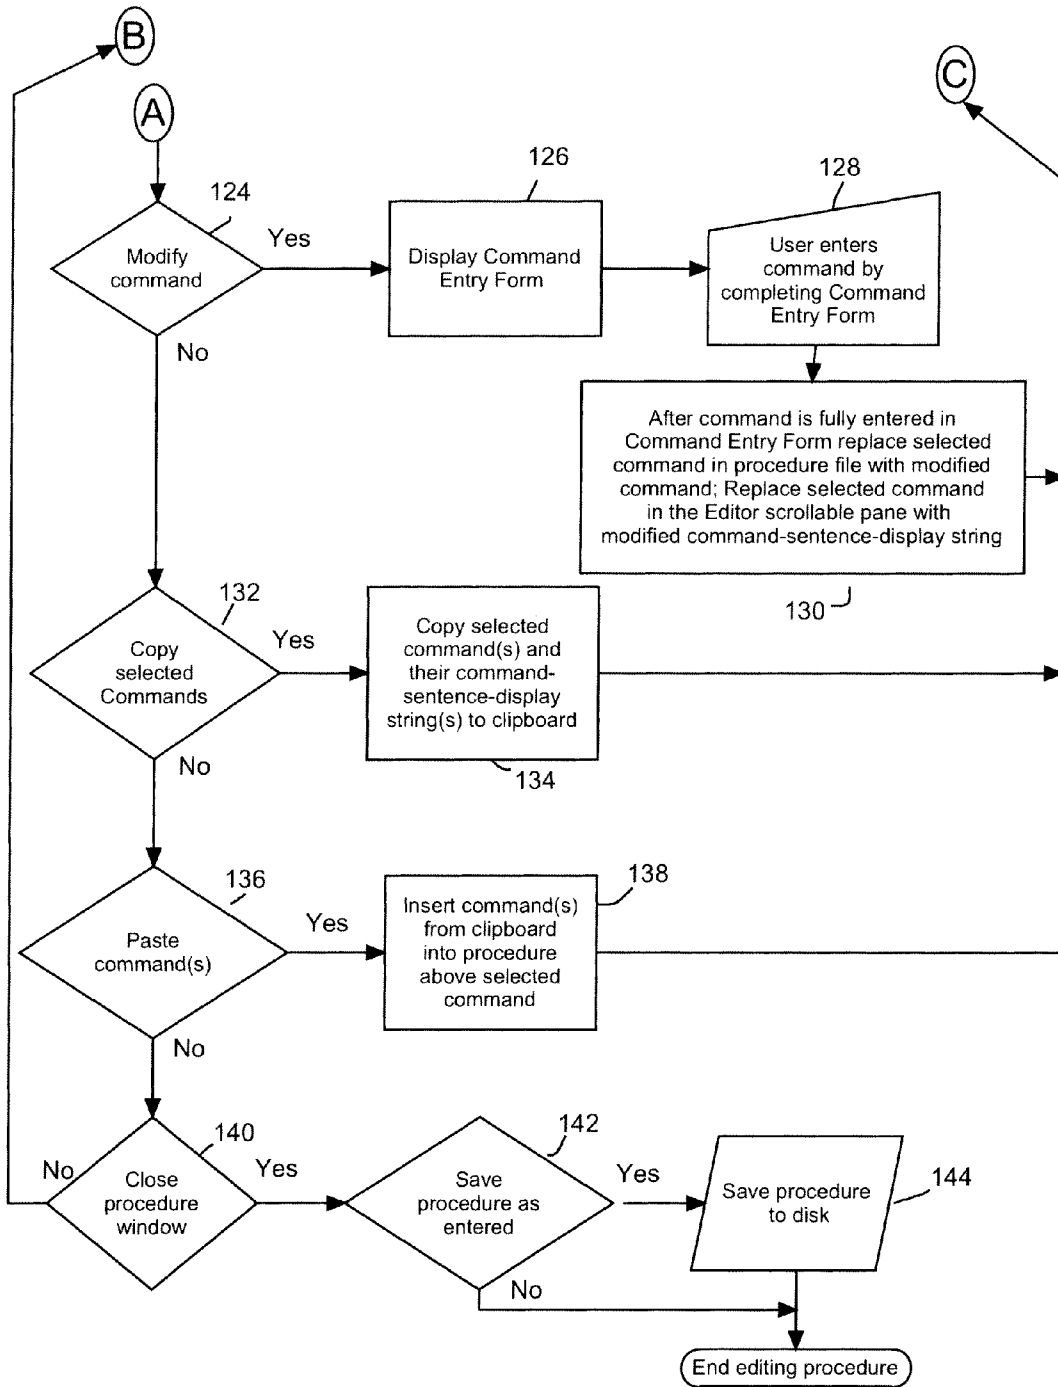 B
C
A
124
126
128
Modify
command
Yes
Display Command
Entry Form
User enters
command by
completing Command
Entry Form
No
After command is fully entered in
Command Entry Form replace selected
command in procedure file with modified
command; Replace selected command
in the Editor scrollable pane with
modified command-sentence-display string
130
132
Copy
selected
Commands
Yes
Copy selected
command(s) and
their command-
sentence-display
string(s) to clipboard
134
No
136
Paste
command(s)
Yes
Insert command(s)
from clipboard
into procedure
above selected
command
138
No
140
No
Close
procedure
window
Yes
142
Save
procedure as
entered
Yes
Save procedure
to disk
144
No
End editing procedure